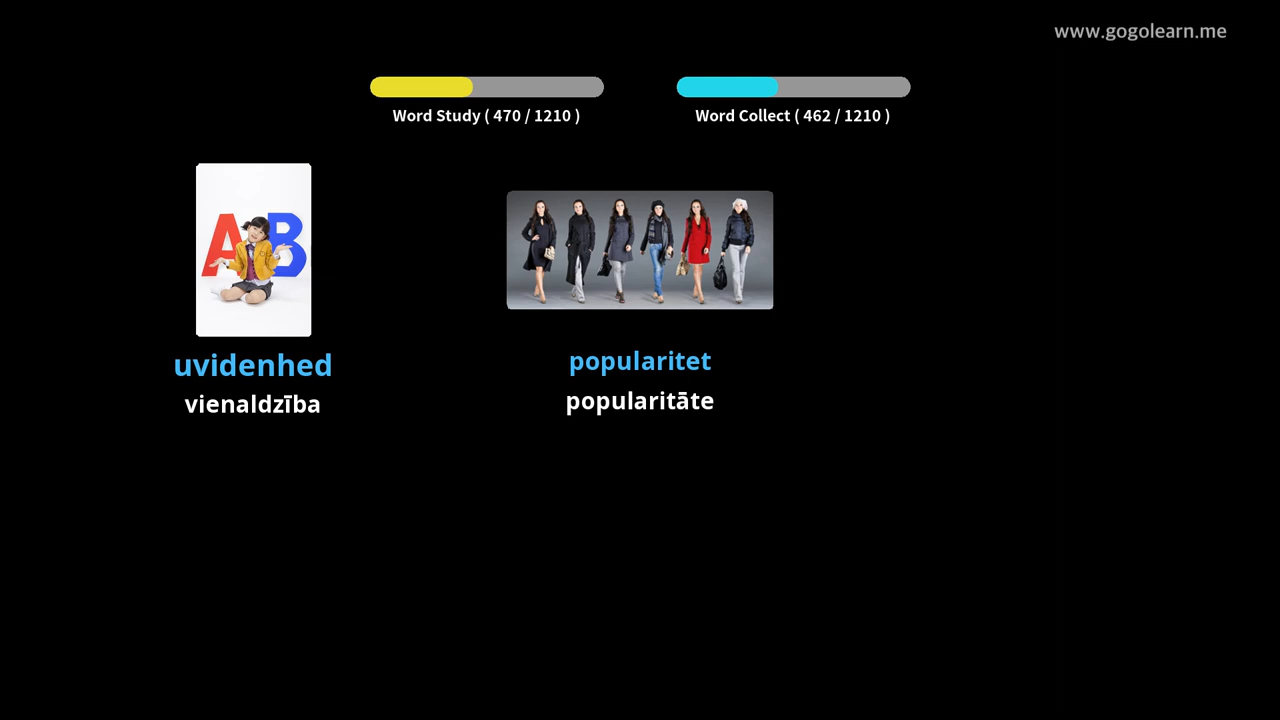 www.gogolearn.me
Word Study ( 470 / 1210 )
Word Collect ( 462 / 1210 )
A B
uvidenhed
vienaldzība
popularitet
popularitāte